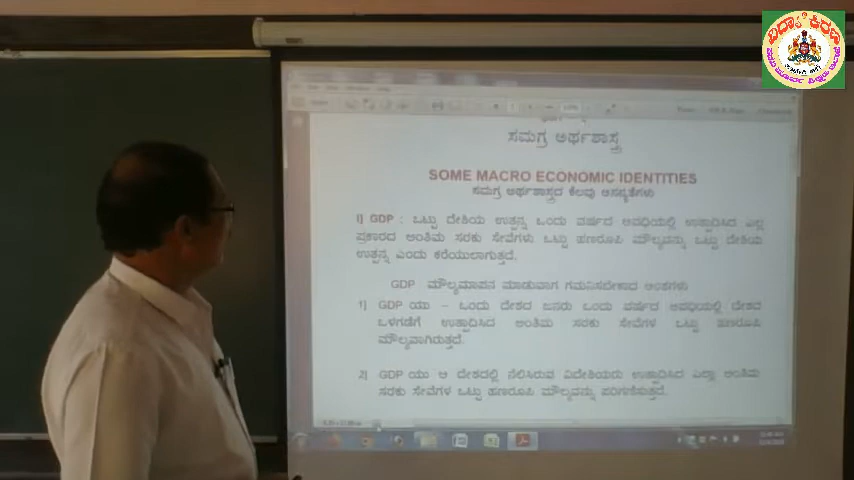 ವಿದ್ಯಾ ಕಿರಣ
ಸಮಗ್ರ ಅರ್ಥಶಾಸ್ತ್ರ
SOME MACRO ECONOMIC IDENTITIES
ಸಮಗ್ರ ಅರ್ಥಶಾಸ್ತ್ರದ ಕೆಲವು ಅನನ್ಯತೆಗಳು
I) GDP : ಒಟ್ಟು ದೇಶಿಯ ಉತ್ಪನ್ನ ಒಂದು ವರ್ಷದ ಅವಧಿಯಲ್ಲಿ ಉತ್ಪಾದಿಸಿದ ಎಲ್ಲ
ಪ್ರಕಾರದ ಅಂತಿಮ ಸರಕು ಸೇವೆಗಳು ಒಟ್ಟು ಹಣರೂಪಿ ಮೌಲ್ಯವನ್ನು ಒಟ್ಟು ದೇಶಿಯ
ಉತ್ಪನ್ನ ಎಂದು ಕರೆಯುಲಾಗುತ್ತದೆ.
GDP ಮೌಲ್ಯಮಾಪನ ಮಾಡುವಾಗ ಗಮನಿಸಬೇಕಾದ ಅಂಶಗಳು
1) GDP ಯು – ಒಂದು ದೇಶದ ಜನರು ಒಂದು ವರ್ಷದ ಅವಧಿಯಲ್ಲಿ ದೇಶದ
ಒಳಗಡೆಗೆ ಉತ್ಪಾದಿಸಿದ ಅಂತಿಮ ಸರಕು ಸೇವೆಗಳ ಒಟ್ಟು ಹಣರೂಪಿ
ಮೌಲ್ಯವಾಗಿರುತ್ತದೆ.
2) GDP ಯು ಆ ದೇಶದಲ್ಲಿ ನೆಲೆಸಿರುವ ವಿದೇಶಿಯರು ಉತ್ಪಾದಿಸಿದ ಎಲ್ಲಾ ಅಂತಿಮ
ಸರಕು ಸೇವೆಗಳ ಒಟ್ಟು ಹಣರೂಪಿ ಮೌಲ್ಯವನ್ನು ಪರಿಗಣಿಸುತ್ತದೆ.